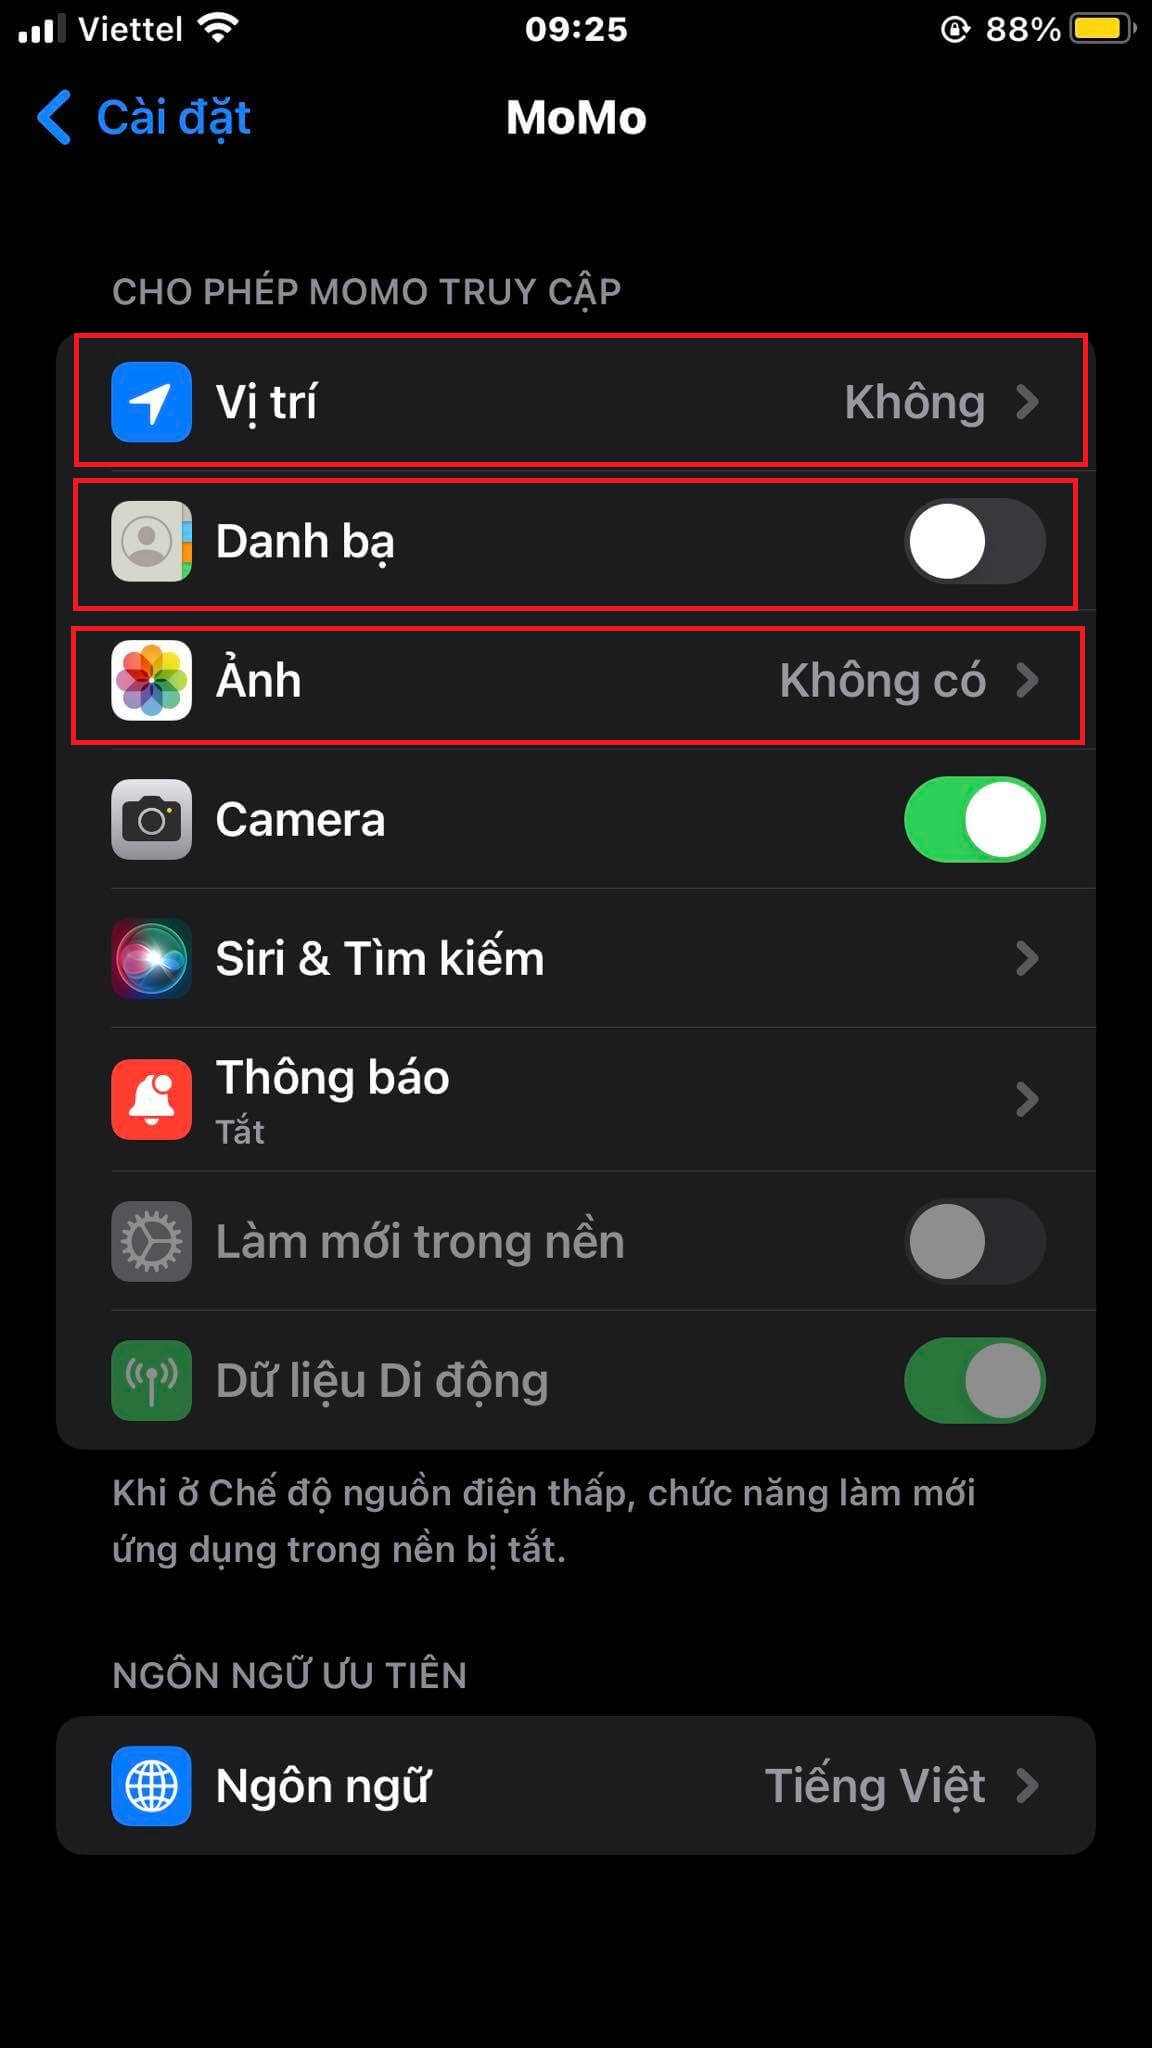 Viettel 09:25 88%
Cài đặt MoMo
CHO PHÉP MOMO TRUY CẬP
Vị trí Không
Danh bạ
Ảnh Không có
Camera
Siri & Tìm kiếm
Thông báo
Tắt
Làm mới trong nền
Dữ liệu Di động
Khi ở Chế độ nguồn điện thấp, chức năng làm mới
ứng dụng trong nền bị tắt.
NGÔN NGỮ ƯU TIÊN
Ngôn ngữ Tiếng Việt